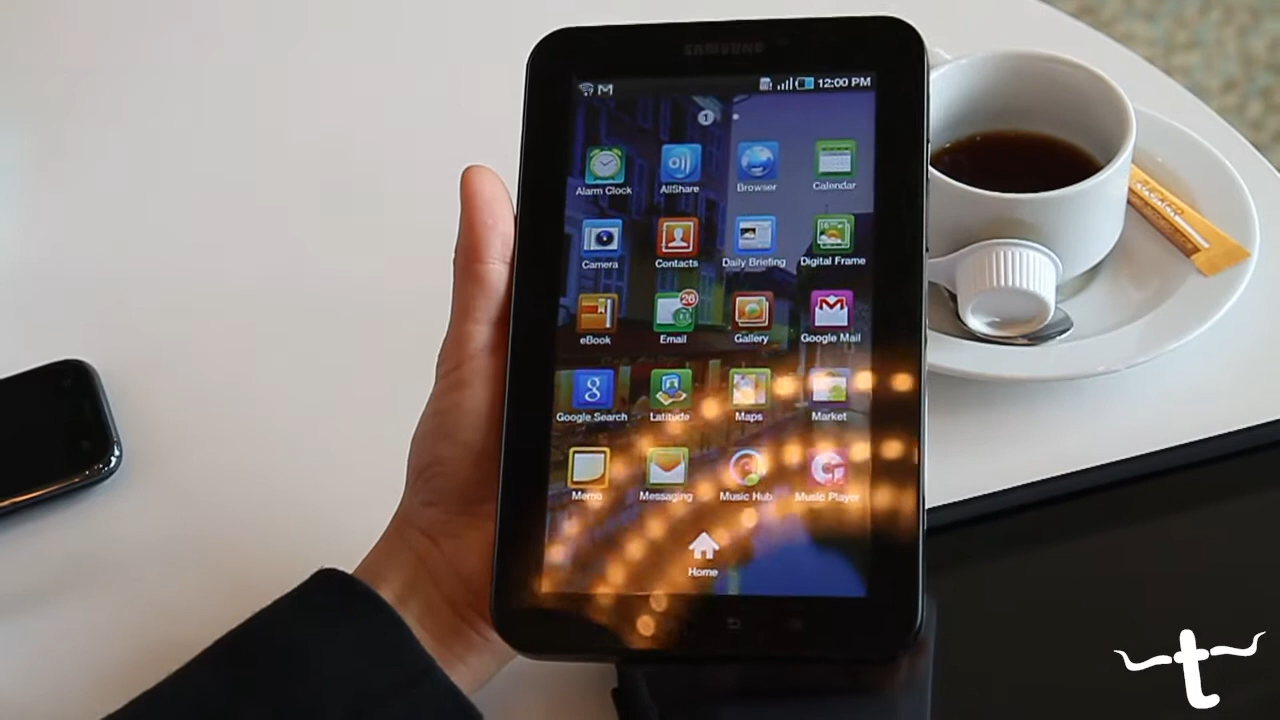 SAMSUNG
12:00 PM
1
Alarm Clock AllShare Browser Calendar
Camera Contacts Daily Briefing Digital Frame
26
eBook Email Gallery Google Mail
g
Google Search Latitude Maps Market
Memo Messaging Music Hub Music Player
Home
t